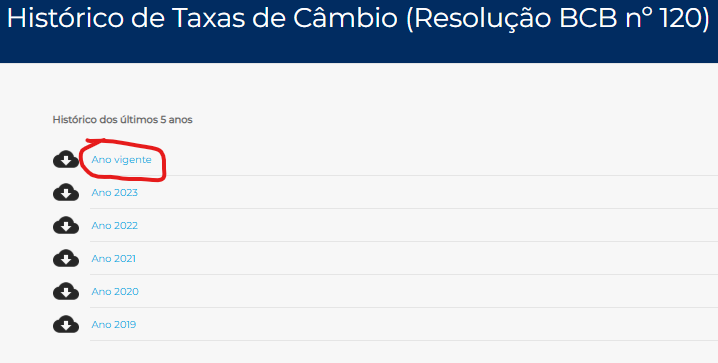 Histórico de Taxas de Câmbio (Resolução BCB nº 120)
Histórico dos últimos 5 anos
Ano vigente
Ano 2023
Ano 2022
Ano 2021
Ano 2020
Ano 2019